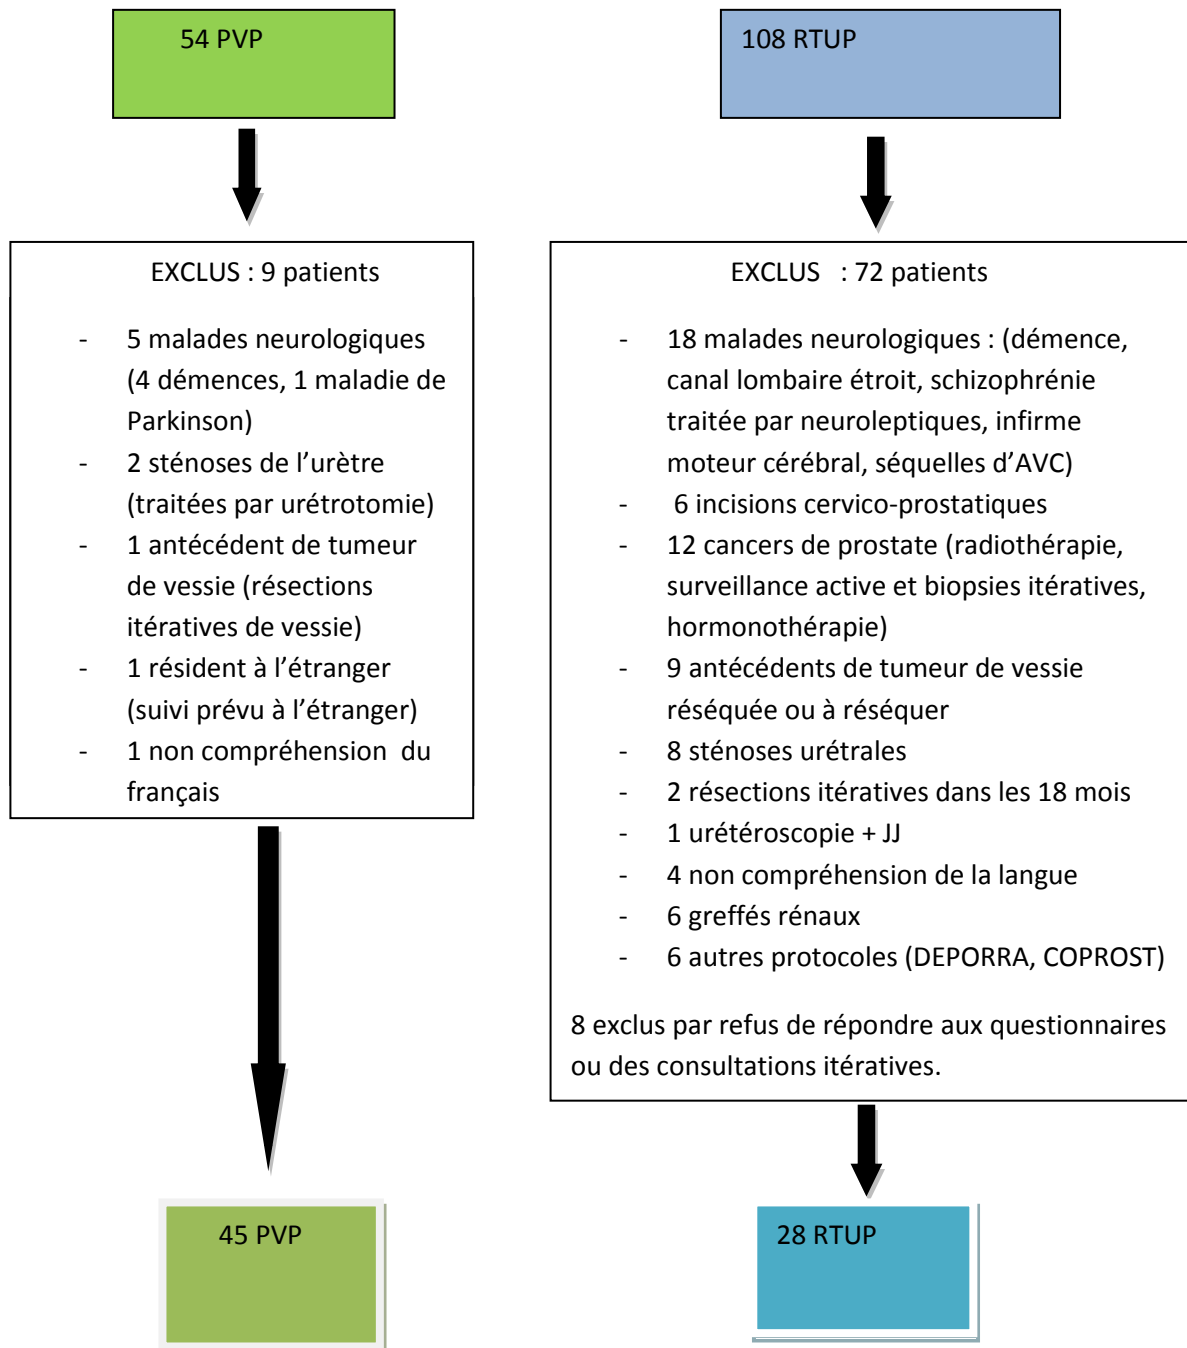 54 PVP
108 RTUP
EXCLUS : 9 patients
- 5 malades neurologiques
(4 démences, 1 maladie de
Parkinson)
- 2 sténoses de l’urètre
(traitées par urétrotomie)
- 1 antécédent de tumeur
de vessie (résections
itératives de vessie)
- 1 résident à l’étranger
(suivi prévu à l’étranger)
- 1 non compréhension du
français
EXCLUS : 72 patients
- 18 malades neurologiques : (démence,
canal lombaire étroit, schizophrénie
traitée par neuroleptiques, infirme
moteur cérébral, séquelles d’AVC)
- 6 incisions cervico-prostatiques
- 12 cancers de prostate (radiothérapie,
surveillance active et biopsies itératives,
hormonothérapie)
- 9 antécédents de tumeur de vessie
réséquée ou à réséquer
- 8 sténoses urétrales
- 2 résections itératives dans les 18 mois
- 1 urétéroscopie + JJ
- 4 non compréhension de la langue
- 6 greffés rénaux
- 6 autres protocoles (DEPORRA, COPROST)
8 exclus par refus de répondre aux questionnaires
ou des consultations itératives.
45 PVP
28 RTUP